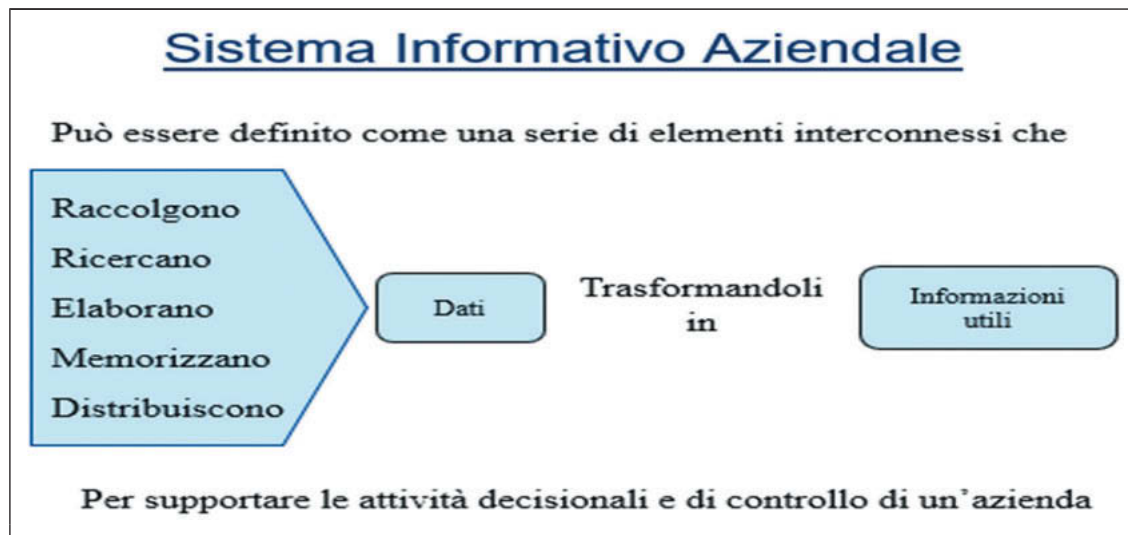 Sistema Informativo Aziendale
Può essere definito come una serie di elementi interconnessi che
Raccolgono
Ricercano
Elaborano
Memorizzano
Distribuiscono
Dati
Trasformandoli
in
Informazioni
utili
Per supportare le attività decisionali e di controllo di un'azienda